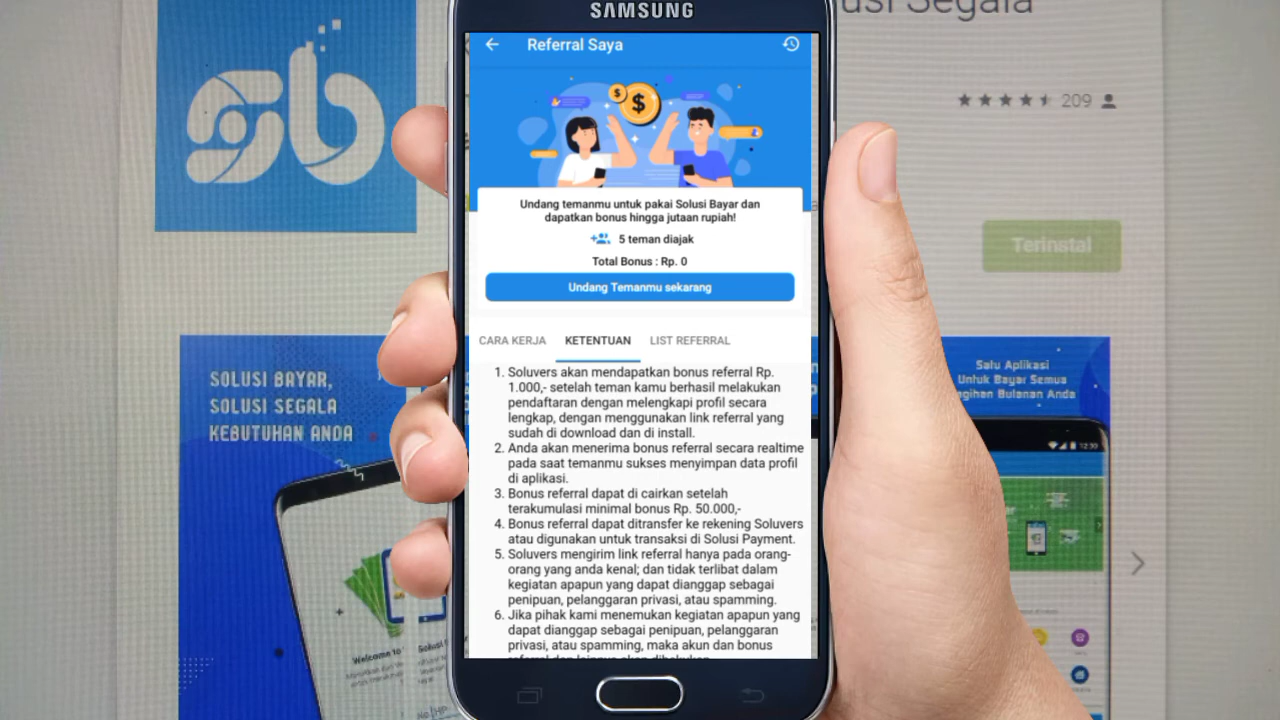 SAMSUNG
usi Segala
209
Terinstal
Referral Saya
Undang temanmu untuk pakai Solusi Bayar dan
dapatkan bonus hingga jutaan rupiah!
5 teman diajak
Total Bonus : Rp. 0
Undang Temanmu sekarang
CARA KERJA KETENTUAN LIST REFERRAL
1. Soluvers akan mendapatkan bonus referral Rp.
1.000,- setelah teman kamu berhasil melakukan
pendaftaran dengan melengkapi profil secara
lengkap, dengan menggunakan link referral yang
sudah di download dan di install.
2. Anda akan menerima bonus referral secara realtime
pada saat temanmu sukses menyimpan data profil
di aplikasi.
3. Bonus referral dapat di cairkan setelah
terakumulasi minimal bonus Rp. 50.000,-
4. Bonus referral dapat ditransfer ke rekening Soluvers
atau digunakan untuk transaksi di Solusi Payment.
5. Soluvers mengirim link referral hanya pada orang-
orang yang anda kenal; dan tidak terlibat dalam
kegiatan apapun yang dapat dianggap sebagai
penipuan, pelanggaran privasi, atau spamming.
6. Jika pihak kami menemukan kegiatan apapun yang
dapat dianggap sebagai penipuan, pelanggaran
privasi, atau spamming, maka akun dan bonus
SOLUSI BAYAR,
SOLUSI SEGALA
KEBUTUHAN ANDA
Welcome to
Satu Aplikasi
Untuk Bayar Semua
agihan Bulanan Anda
12:30